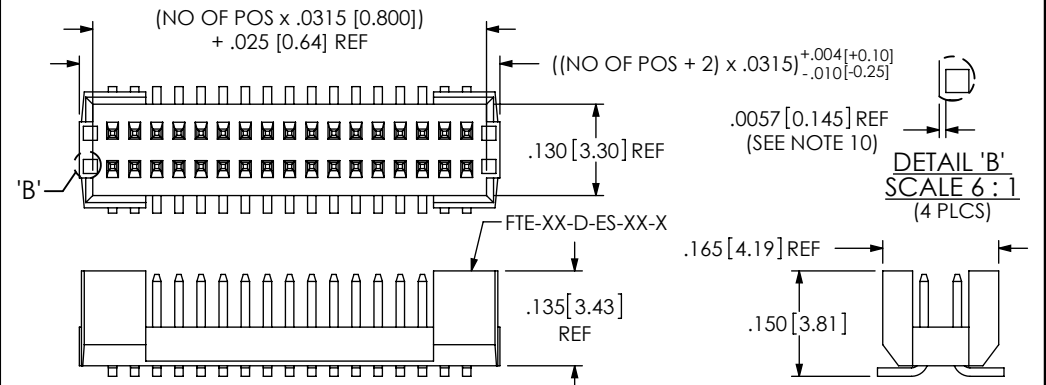 (NO OF POS x .0315 [0.800])
+ .025 [0.64] REF
((NO OF POS + 2) x .0315) +.004[+0.10]
-.010[-0.25]
.0057 [0.145] REF
(SEE NOTE 10)
.130 [3.30] REF
'B'
DETAIL 'B'
SCALE 6 : 1
(4 PLCS)
FTE-XX-D-ES-XX-X
.165 [4.19] REF
.135[3.43]
REF
.150 [3.81]